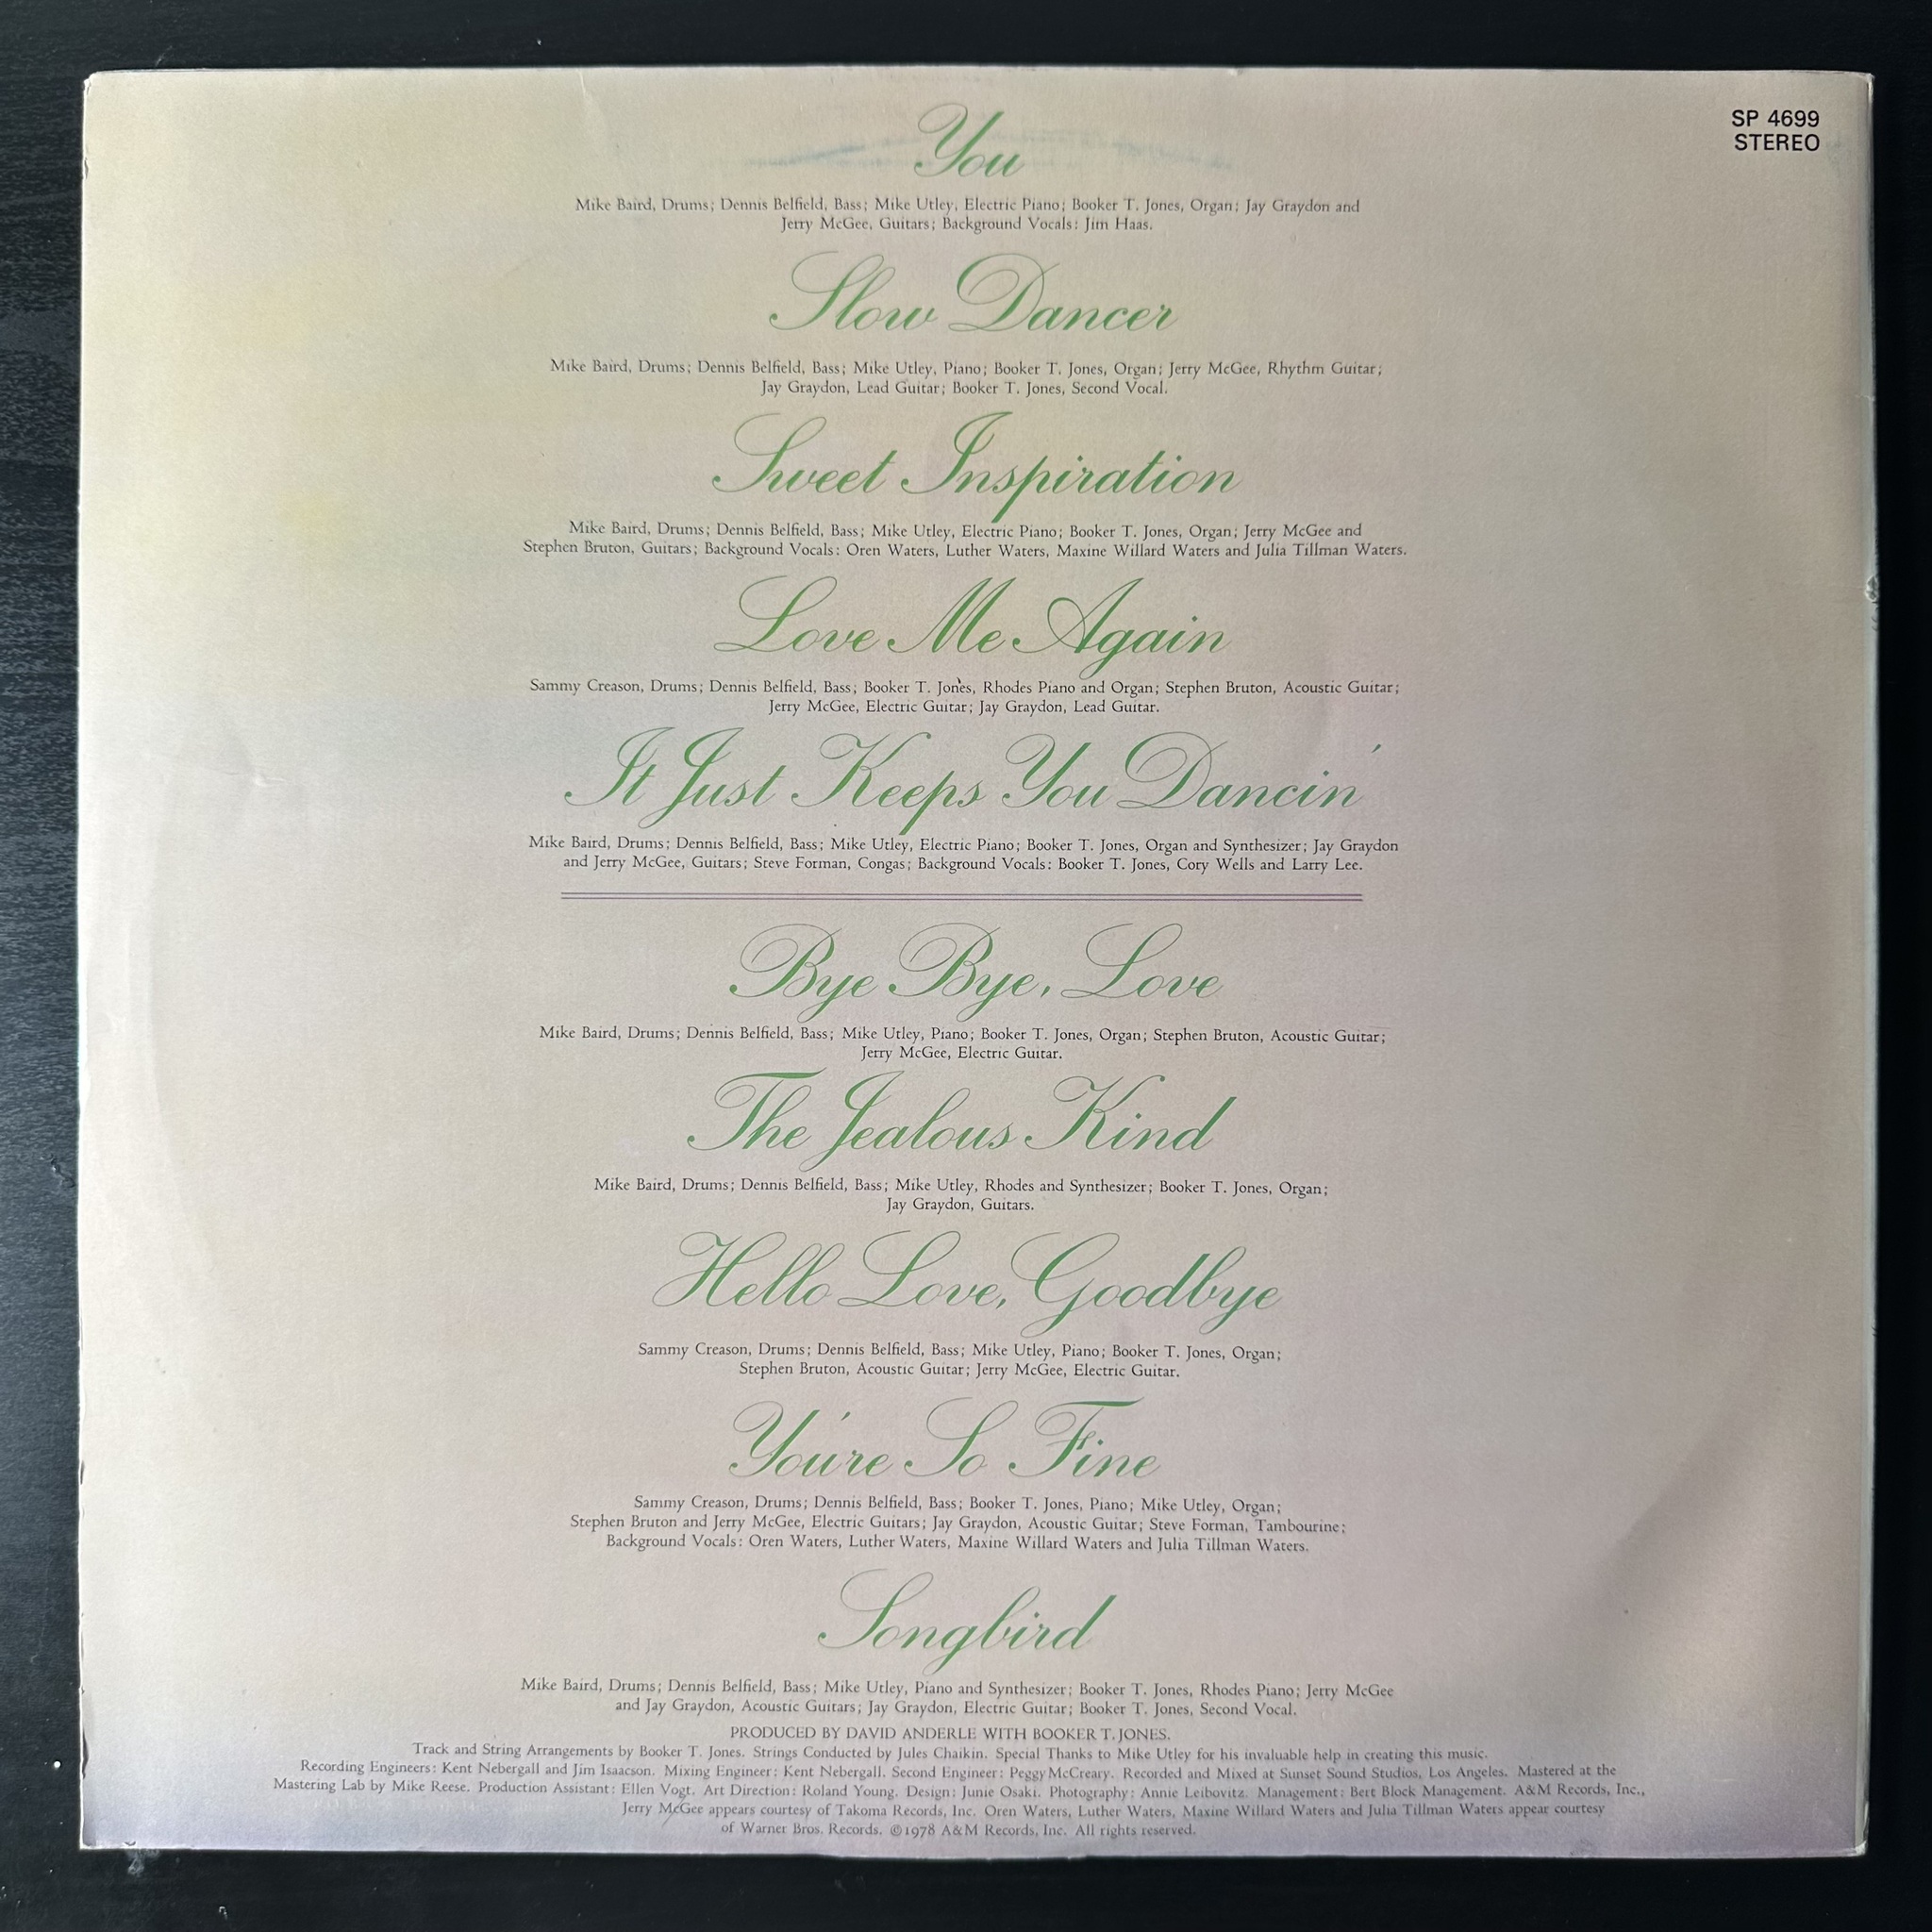 SP 4699
STEREO
You
Mike Baird, Drums; Dennis Belfield, Bass; Mike Utley, Electric Piano; Booker T. Jones, Organ; Jay Graydon and
Jerry McGee, Guitars; Background Vocals: Jim Haas.
Slow Dancer
Mike Baird, Drums; Dennis Belfield, Bass; Mike Utley, Piano; Booker T. Jones, Organ; Jerry McGee, Rhythm Guitar;
Jay Graydon, Lead Guitar; Booker T. Jones, Second Vocal.
Sweet Inspiration
Mike Baird, Drums; Dennis Belfield, Bass; Mike Utley, Electric Piano; Booker T. Jones, Organ; Jerry McGee and
Stephen Bruton, Guitars; Background Vocals: Oren Waters, Luther Waters, Maxine Willard Waters and Julia Tillman Waters.
Love Me Again
Sammy Creason, Drums; Dennis Belfield, Bass; Booker T. Jones, Rhodes Piano and Organ; Stephen Bruton, Acoustic Guitar;
Jerry McGee, Electric Guitar; Jay Graydon, Lead Guitar.
It Just Keeps You Dancin'
Mike Baird, Drums; Dennis Belfield, Bass; Mike Utley, Electric Piano; Booker T. Jones, Organ and Synthesizer; Jay Graydon
and Jerry McGee, Guitars; Steve Forman, Congas; Background Vocals: Booker T. Jones, Cory Wells and Larry Lee.
Bye Bye, Love
Mike Baird, Drums; Dennis Belfield, Bass; Mike Utley, Piano; Booker T. Jones, Organ; Stephen Bruton, Acoustic Guitar;
Jerry McGee, Electric Guitar.
The Jealous Kind
Mike Baird, Drums; Dennis Belfield, Bass; Mike Utley, Rhodes and Synthesizer; Booker T. Jones, Organ;
Jay Graydon, Guitars.
Hello Love, Goodbye
Sammy Creason, Drums; Dennis Belfield, Bass; Mike Utley, Piano; Booker T. Jones, Organ;
Stephen Bruton, Acoustic Guitar; Jerry McGee, Electric Guitar.
You're So Fine
Sammy Creason, Drums; Dennis Belfield, Bass; Booker T. Jones, Piano; Mike Utley, Organ;
Stephen Bruton and Jerry McGee, Electric Guitars; Jay Graydon, Acoustic Guitar; Steve Forman, Tambourine;
Background Vocals: Oren Waters, Luther Waters, Maxine Willard Waters and Julia Tillman Waters.
Songbird
Mike Baird, Drums; Dennis Belfield, Bass; Mike Utley, Piano and Synthesizer; Booker T. Jones, Rhodes Piano; Jerry McGee
and Jay Graydon, Acoustic Guitars; Jay Graydon, Electric Guitar; Booker T. Jones, Second Vocal.
PRODUCED BY DAVID ANDERLE WITH BOOKER T. JONES.
Track and String Arrangements by Booker T. Jones. Strings Conducted by Jules Chaikin. Special Thanks to Mike Utley for his invaluable help in creating this music.
Recording Engineers: Kent Nebergall and Jim Isaacson. Mixing Engineer: Kent Nebergall. Second Engineer: Peggy McCreary. Recorded and Mixed at Sunset Sound Studios, Los Angeles. Mastered at the
Mastering Lab by Mike Reese. Production Assistant: Ellen Vogt. Art Direction: Roland Young. Design: Junie Osaki. Photography: Annie Leibovitz. Management: Bert Block Management. A&M Records, Inc.,
Jerry McGee appears courtesy of Takoma Records, Inc. Oren Waters, Luther Waters, Maxine Willard Waters and Julia Tillman Waters appear courtesy
of Warner Bros. Records. ©1978 A&M Records, Inc. All rights reserved.